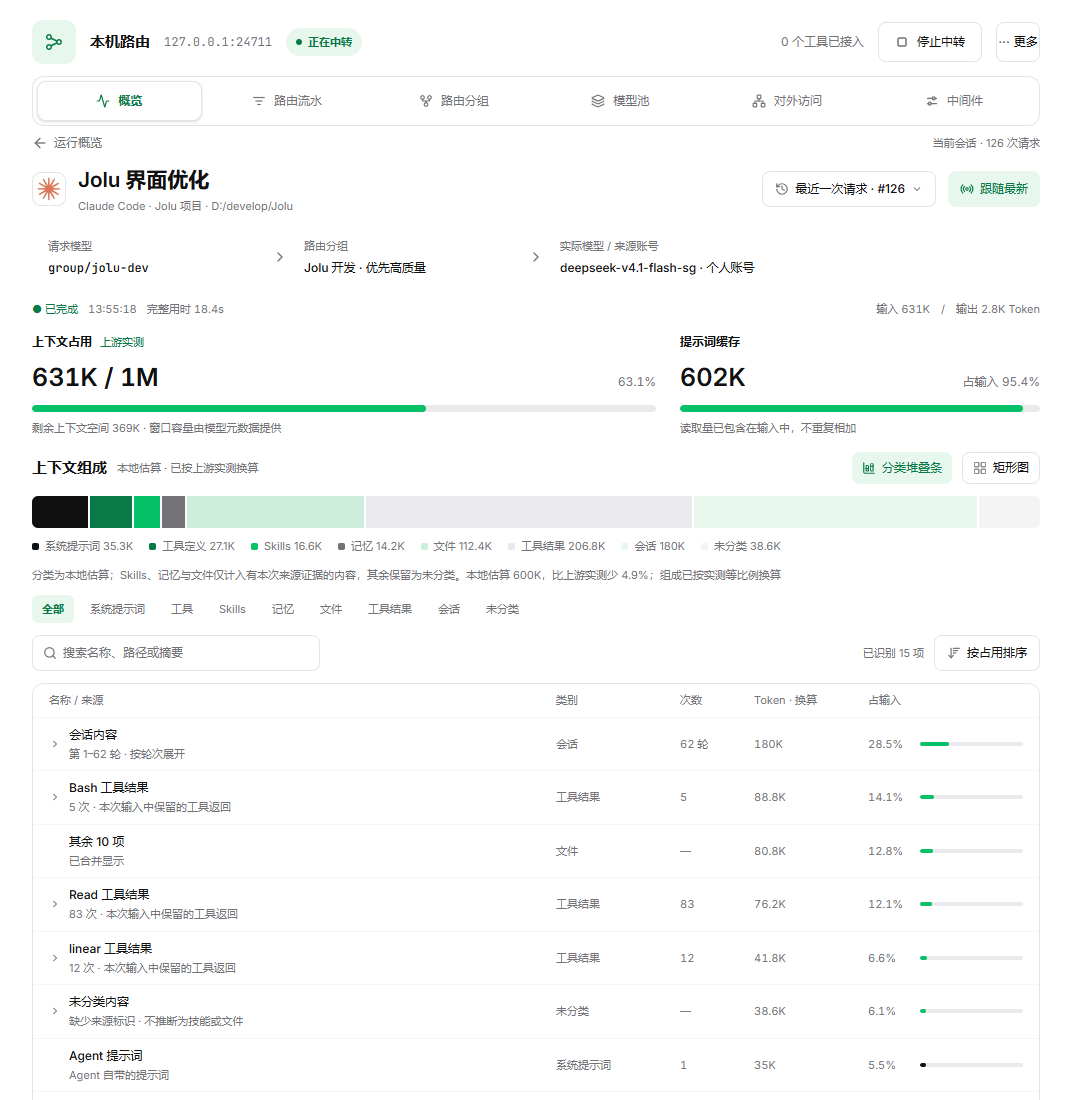 本机路由 127.0.0.1:24711 正在中转 0 个工具已接入 停止中转 ··· 更多
概览 路由流水 路由分组 模型池 对外访问 中间件
运行概览 当前会话 · 126 次请求
Jolu 界面优化
Claude Code · Jolu 项目 · D:/develop/Jolu
最近一次请求 · #126 跟随最新
请求模型 路由分组 实际模型 / 来源账号
group/jolu-dev Jolu 开发 · 优先高质量 deepseek-v4.1-flash-sg · 个人账号
已完成 13:55:18 完整用时 18.4s 输入 631K / 输出 2.8K Token
上下文占用 上游实测 提示词缓存
631K / 1M 63.1% 602K 占输入 95.4%
剩余上下文空间 369K · 窗口容量由模型元数据提供 读取量已包含在输入中，不重复相加
上下文组成 本地估算 · 已按上游实测换算 分类堆叠条 矩形图
系统提示词 35.3K 工具定义 27.1K Skills 16.6K 记忆 14.2K 文件 112.4K 工具结果 206.8K 会话 180K 未分类 38.6K
分类为本地估算；Skills、记忆与文件仅计入有本次来源证据的内容，其余保留为未分类。本地估算 600K，比上游实测少 4.9%；组成已按实测等比例换算
全部 系统提示词 工具 Skills 记忆 文件 工具结果 会话 未分类
搜索名称、路径或摘要 已识别 15 项 按占用排序
名称 / 来源 类别 次数 Token · 换算 占输入
会话内容
第 1–62 轮 · 按轮次展开
会话 62 轮 180K 28.5%
Bash 工具结果
5 次 · 本次输入中保留的工具返回
工具结果 5 88.8K 14.1%
其余 10 项
已合并显示
文件 — 80.8K 12.8%
Read 工具结果
83 次 · 本次输入中保留的工具返回
工具结果 83 76.2K 12.1%
linear 工具结果
12 次 · 本次输入中保留的工具返回
工具结果 12 41.8K 6.6%
未分类内容
缺少来源标识 · 不推断为技能或文件
未分类 — 38.6K 6.1%
Agent 提示词
Agent 自带的提示词
系统提示词 1 35K 5.5%